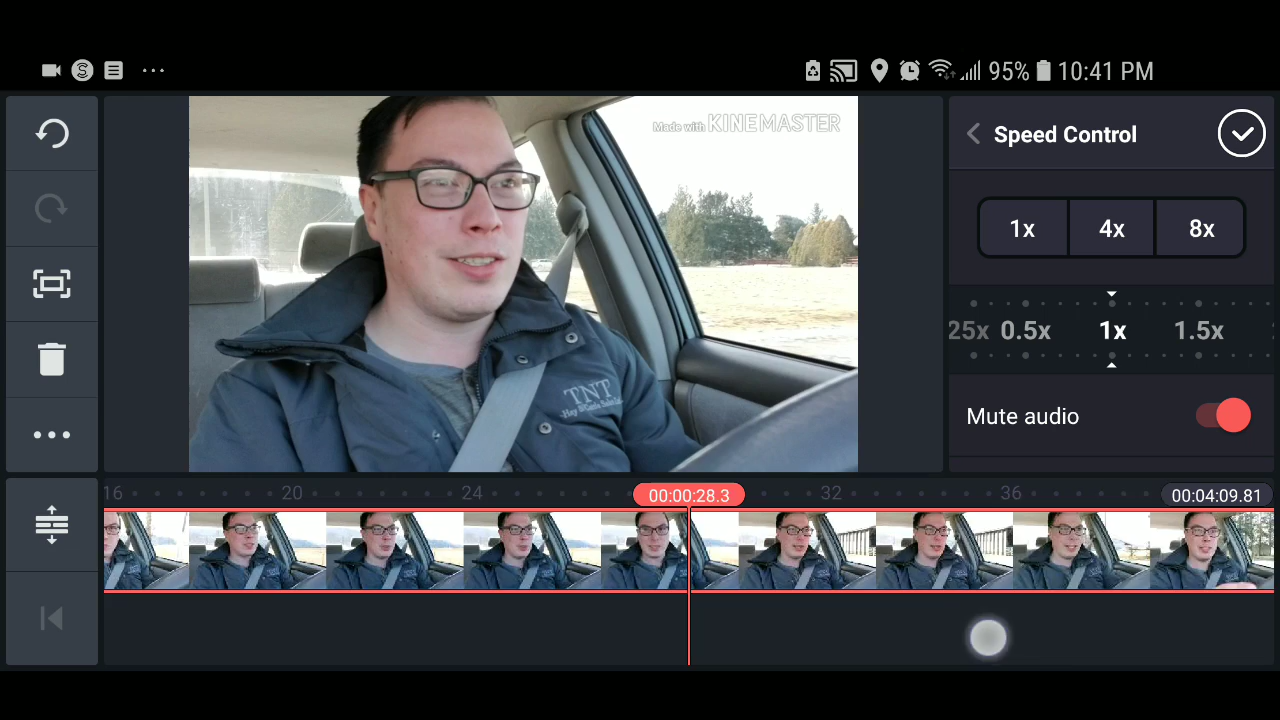 95% 10:41 PM
Made with KINEMASTER
Speed Control
1x 4x 8x
25x 0.5x 1x 1.5x
TNT
Mute audio
16 20 24 00:00:28.3 32 36 00:04:09.81